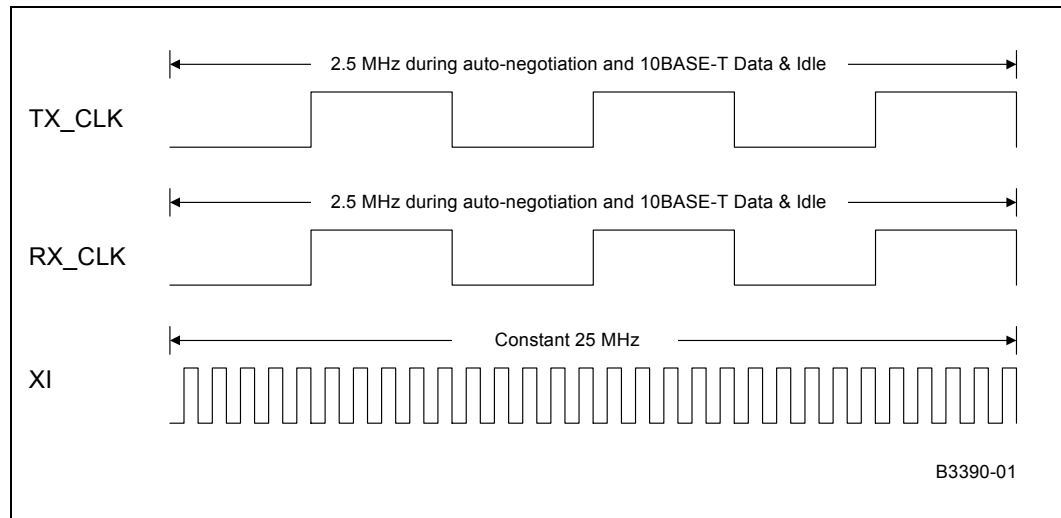 2.5 MHz during auto-negotiation and 10BASE-T Data & Idle
TX_CLK
2.5 MHz during auto-negotiation and 10BASE-T Data & Idle
RX_CLK
Constant 25 MHz
XI
B3390-01